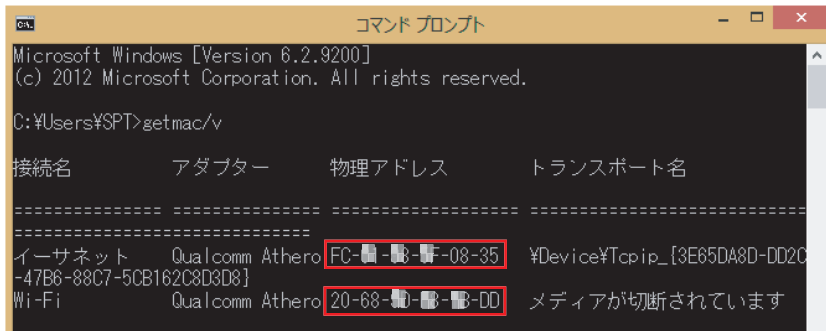 コマンド プロンプト
Microsoft Windows [Version 6.2.9200]
(c) 2012 Microsoft Corporation. All rights reserved.
C:¥Users¥SPT>getmac/v
接続名 アダプター 物理アドレス トランスポート名
=============== =============== =================== ============================
==============================
イーサネット Qualcomm Athero ¥Device¥Tcpip_{3E65DA8D-DD2C
-47B6-88C7-5CB162C8D3D8}
Wi-Fi Qualcomm Athero メディアが切断されています